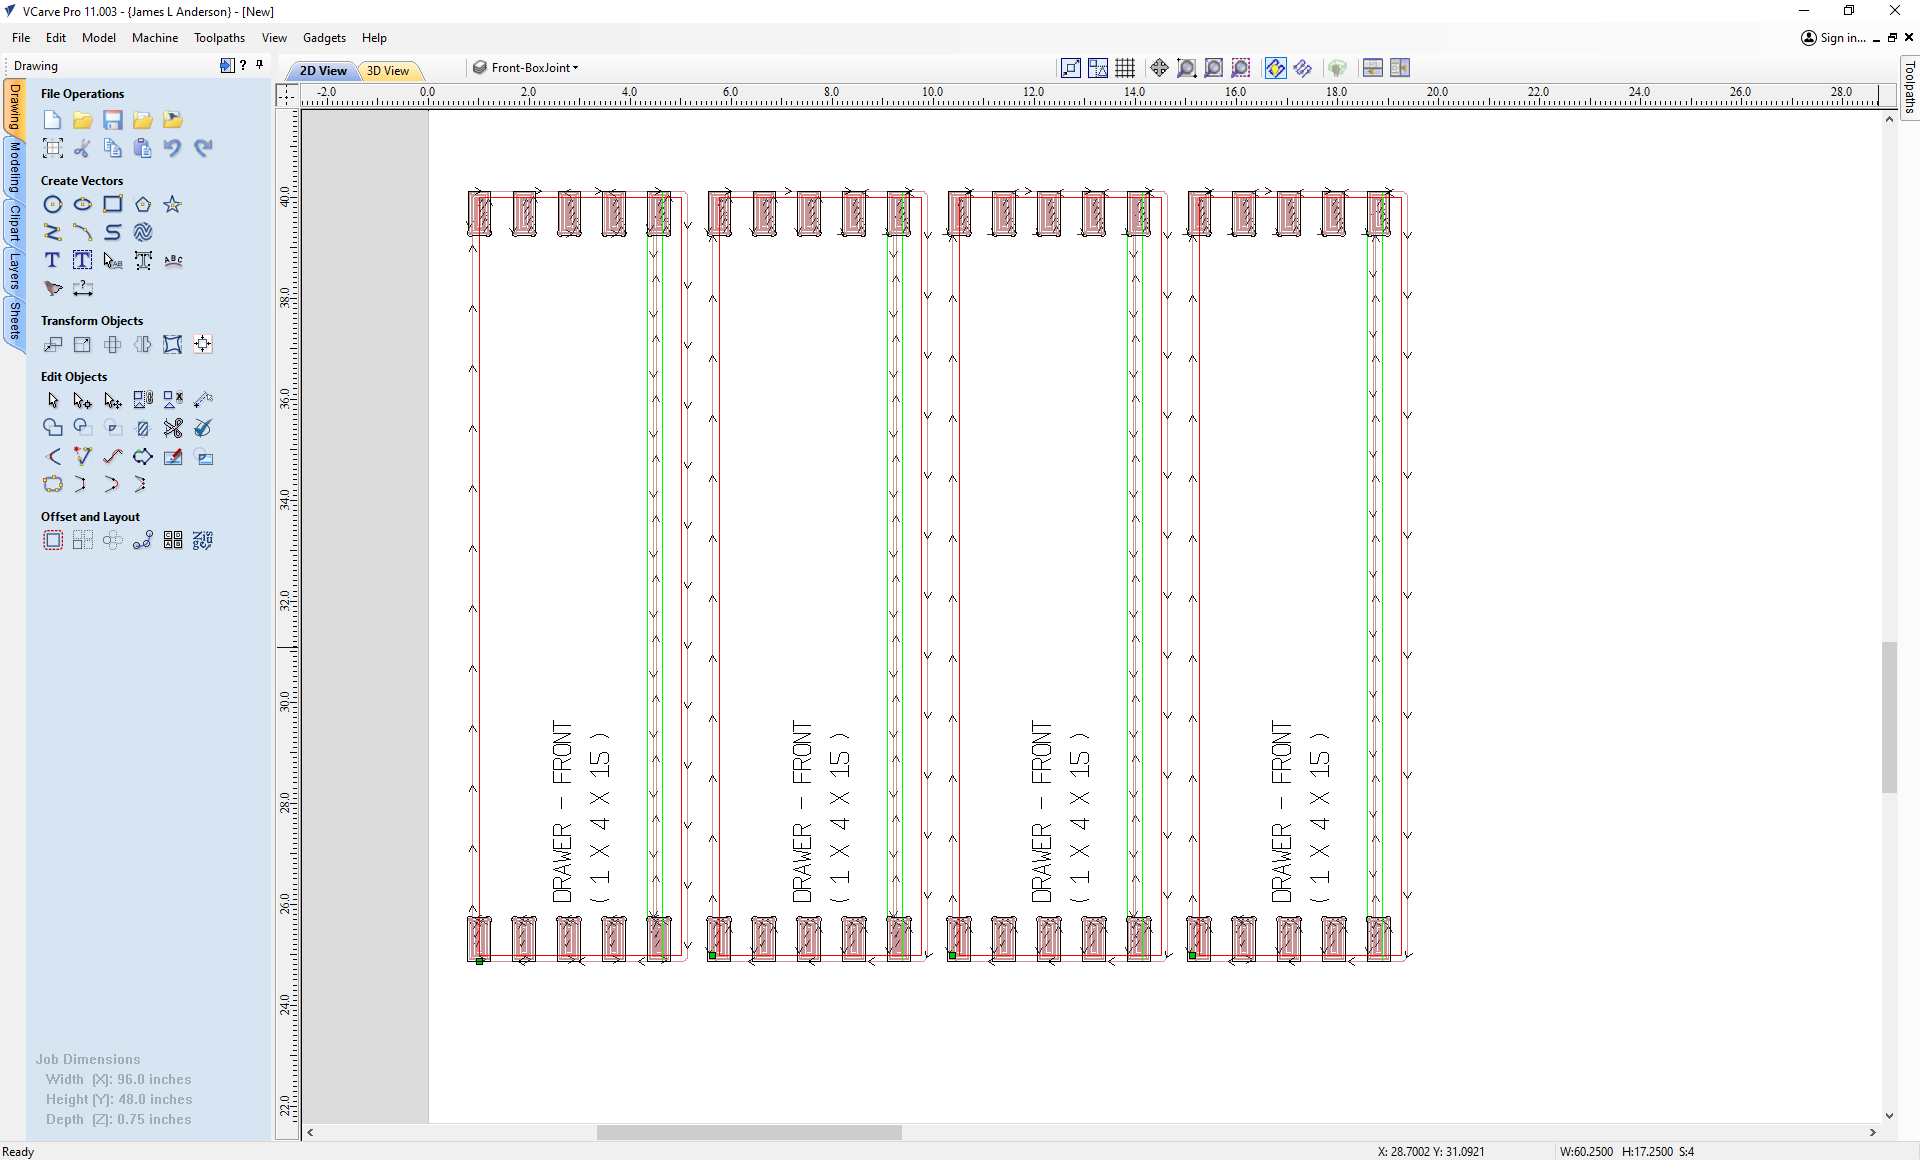 VCarve Pro 11.003 - {James L Anderson} - [New]
File Edit Model Machine Toolpaths View Gadgets Help
Sign in...
Drawing
2D View
3D View
Front-BoxJoint
Toolpaths
Drawing
Modeling
Clipart
Layers
Sheets
File Operations
Create Vectors
Transform Objects
Edit Objects
Offset and Layout
-2.0 0.0 2.0 4.0 6.0 8.0 10.0 12.0 14.0 16.0 18.0 20.0 22.0 24.0 26.0 28.0
40.0
38.0
36.0
34.0
32.0
30.0
28.0
26.0
24.0
22.0
DRAWER - FRONT
( 1 X 4 X 15 )
DRAWER - FRONT
( 1 X 4 X 15 )
DRAWER - FRONT
( 1 X 4 X 15 )
DRAWER - FRONT
( 1 X 4 X 15 )
Job Dimensions
Width (X): 96.0 inches
Height (Y): 48.0 inches
Depth (Z): 0.75 inches
Ready
X: 28.7002 Y: 31.0921
W:60.2500 H:17.2500 S:4